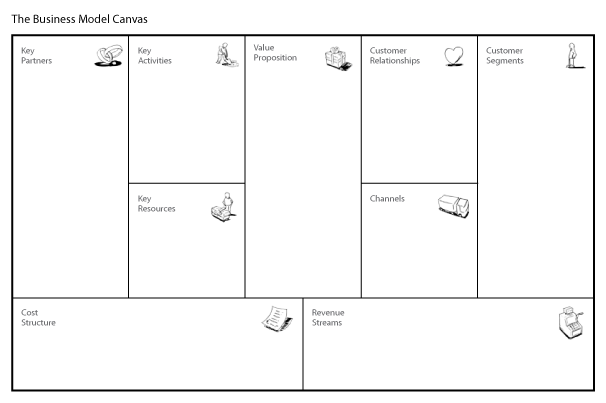 The Business Model Canvas
Key
Partners
Key
Activities
Value
Proposition
Customer
Relationships
Customer
Segments
Key
Resources
Channels
Cost
Structure
Revenue
Streams